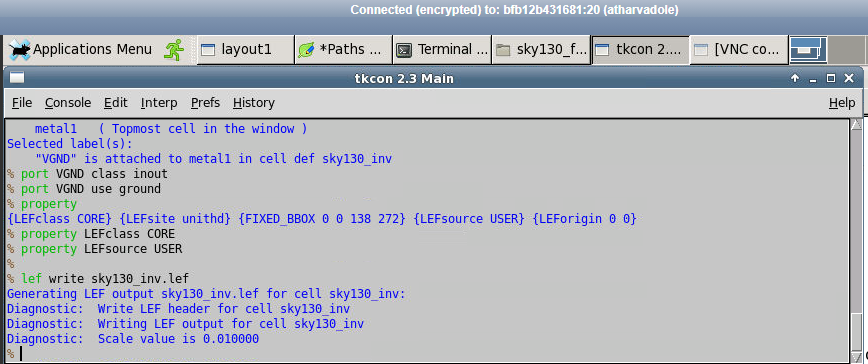 Connected (encrypted) to: bfb12b431681:20 (atharvadole)
Applications Menu layout1 *Paths ... Terminal ... sky130_f... tkcon 2.... [VNC co...
tkcon 2.3 Main
File Console Edit Interp Prefs History Help
metal1   ( Topmost cell in the window )
Selected label(s):
"VGND" is attached to metal1 in cell def sky130_inv
% port VGND class inout
% port VGND use ground
% property
{LEFclass CORE} {LEFsite unithd} {FIXED_BBOX 0 0 138 272} {LEFsource USER} {LEForigin 0 0}
% property LEFclass CORE
% property LEFsource USER
%
% lef write sky130_inv.lef
Generating LEF output sky130_inv.lef for cell sky130_inv:
Diagnostic:  Write LEF header for cell sky130_inv
Diagnostic:  Writing LEF output for cell sky130_inv
Diagnostic:  Scale value is 0.010000
%